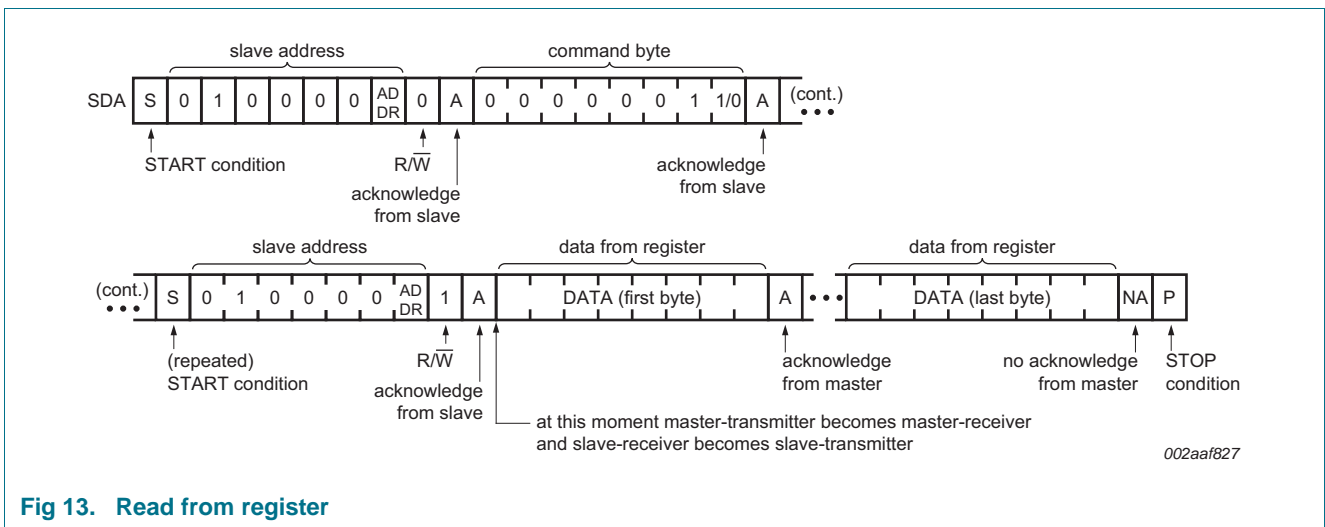 slave address command byte
SDA S 0 1 0 0 0 0 AD DR 0 A 0 0 0 0 0 0 1 1/0 A (cont.) • • •
START condition R/W̅ acknowledge from slave
acknowledge from slave
slave address data from register data from register
(cont.) • • • S 0 1 0 0 0 0 AD DR 1 A DATA (first byte) A • • • DATA (last byte) NA P
(repeated) START condition R/W̅ acknowledge from master no acknowledge from master STOP condition
acknowledge from slave
at this moment master-transmitter becomes master-receiver
and slave-receiver becomes slave-transmitter
002aaf827
Fig 13. Read from register